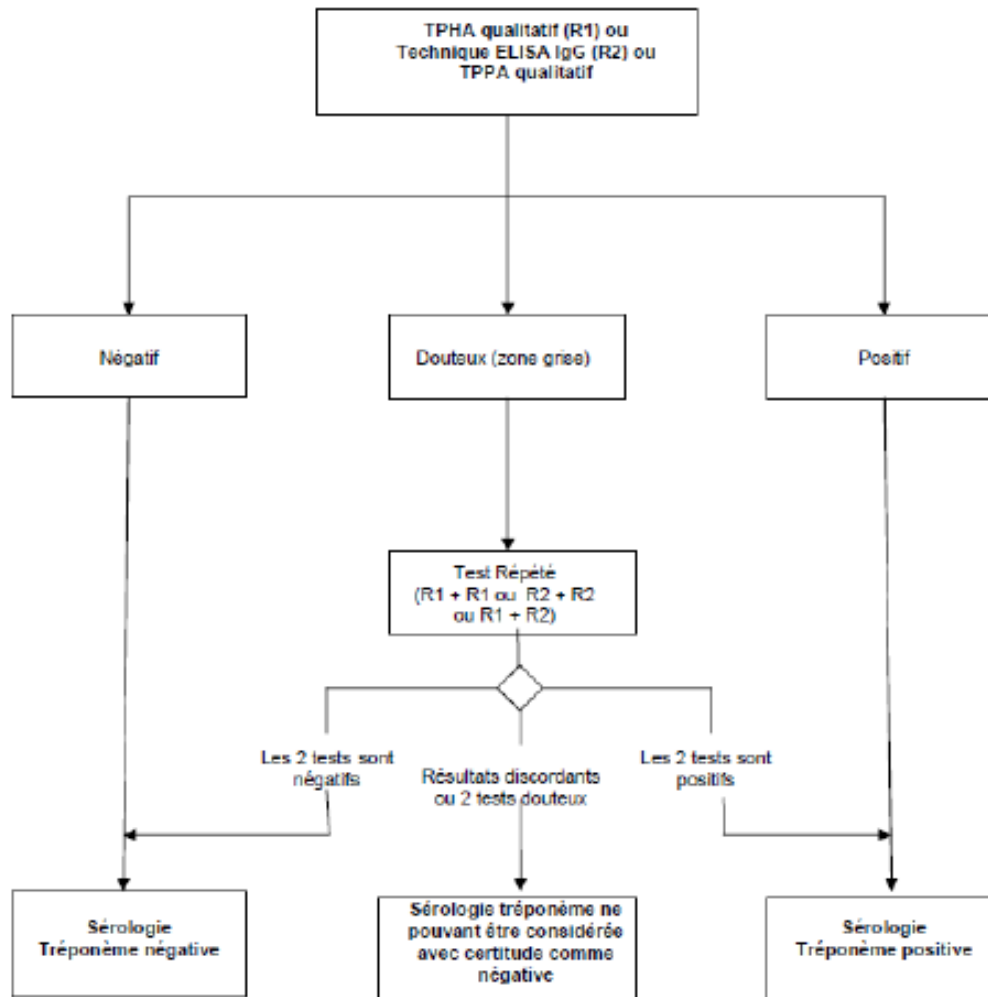 TPHA qualitatif (R1) ou
Technique ELISA IgG (R2) ou
TPPA qualitatif
Négatif
Douteux (zone grise)
Positif
Test Répété
(R1 + R1 ou R2 + R2
ou R1 + R2)
Les 2 tests sont
négatifs
Résultats discordants
ou 2 tests douteux
Les 2 tests sont
positifs
Sérologie
Tréponème négative
Sérologie tréponème ne
pouvant être considérée
avec certitude comme
négative
Sérologie
Tréponème positive